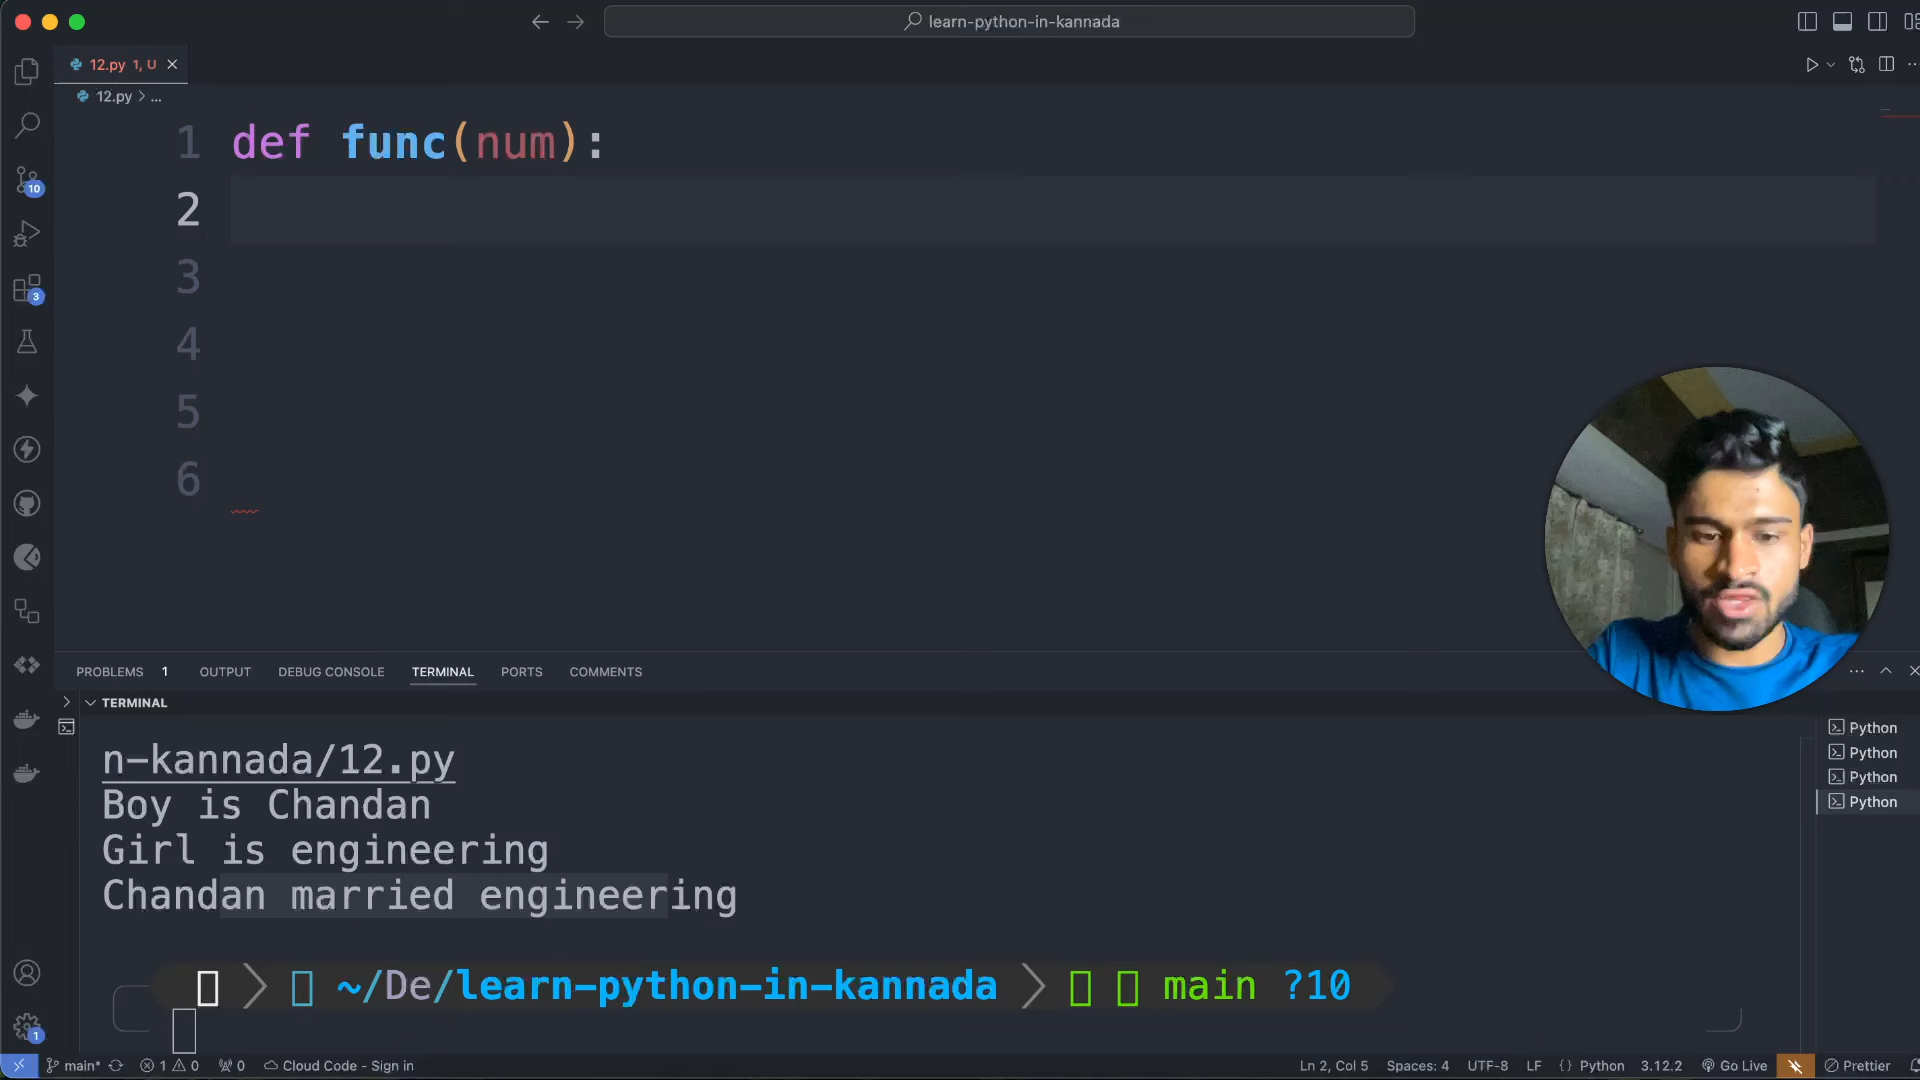 learn-python-in-kannada
12.py 1, U
12.py > ...
1 def func(num):
2
3
4
5
6
10
3
1
PROBLEMS 1 OUTPUT DEBUG CONSOLE TERMINAL PORTS COMMENTS
TERMINAL
n-kannada/12.py
Boy is Chandan
Girl is engineering
Chandan married engineering
~/De/learn-python-in-kannada main ?10
Python
Python
Python
Python
main* 1 0 0 Cloud Code - Sign in Ln 2, Col 5 Spaces: 4 UTF-8 LF {} Python 3.12.2 Go Live Prettier